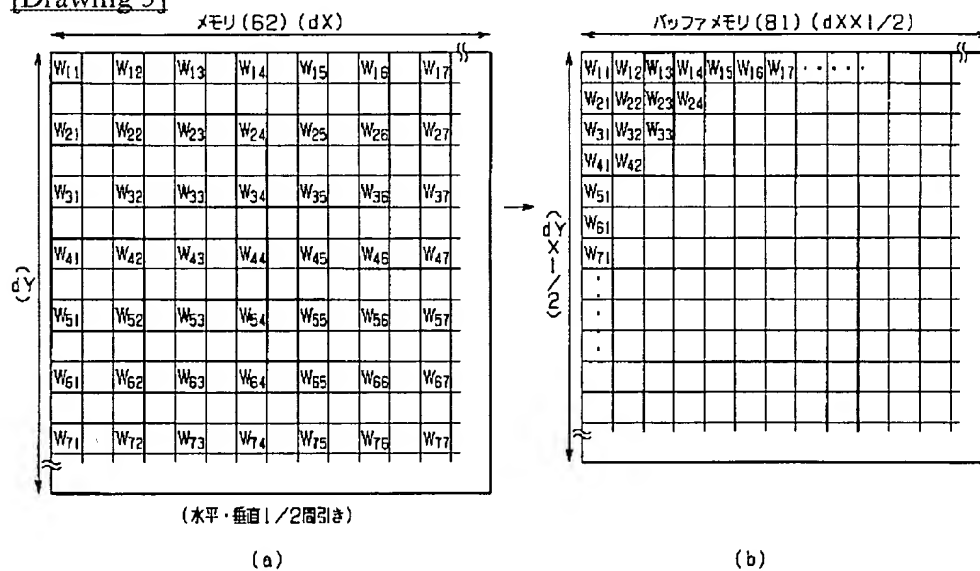 [Drawing 5]
メモリ(62) (dX)
W11 W12 W13 W14 W15 W16 W17
W21 W22 W23 W24 W25 W26 W27
W31 W32 W33 W34 W35 W36 W37
W41 W42 W43 W44 W45 W46 W47
W51 W52 W53 W54 W55 W56 W57
W61 W62 W63 W64 W65 W66 W67
W71 W72 W73 W74 W75 W76 W77
(dY)
(水平・垂直1/2間引き)
(a)
バッファメモリ(81) (dX×1/2)
W11 W12 W13 W14 W15 W16 W17 ・・・・・
W21 W22 W23 W24
W31 W32 W33
W41 W42
W51
W61
W71
(dY×1/2)
(b)